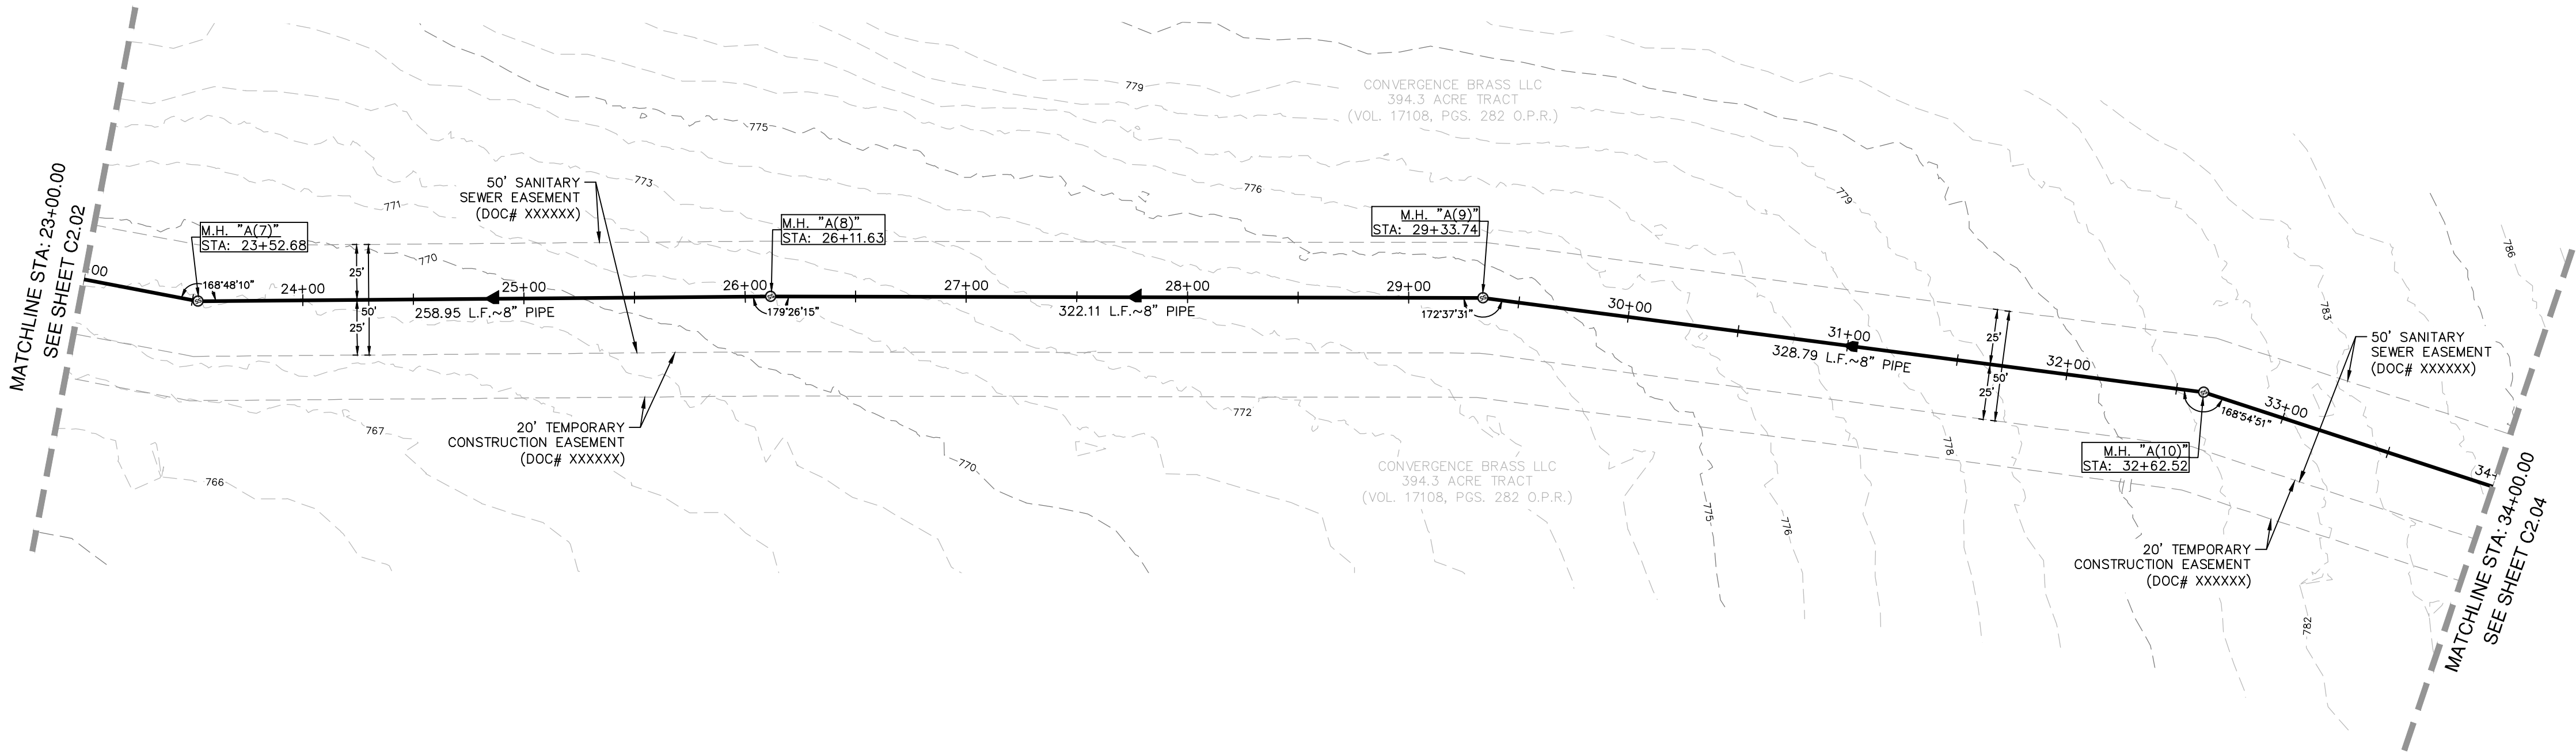 MATCHLINE STA: 23+00.00
SEE SHEET C2.02
00
M.H. "A(7)"
STA: 23+52.68
168°48'10"
24+00
25'
50'
25'
771
770
50' SANITARY
SEWER EASEMENT
(DOC# XXXXXX)
773
775
25+00
258.95 L.F.~8" PIPE
767
766
20' TEMPORARY
CONSTRUCTION EASEMENT
(DOC# XXXXXX)
M.H. "A(8)"
STA: 26+11.63
26+00
179°26'15"
27+00
322.11 L.F.~8" PIPE
28+00
779
776
772
770
CONVERGENCE BRASS LLC
394.3 ACRE TRACT
(VOL. 17108, PGS. 282 O.P.R.)
M.H. "A(9)"
STA: 29+33.74
29+00
172°37'31"
30+00
CONVERGENCE BRASS LLC
394.3 ACRE TRACT
(VOL. 17108, PGS. 282 O.P.R.)
779
31+00
328.79 L.F.~8" PIPE
775
776
778
25'
50'
25'
32+00
M.H. "A(10)"
STA: 32+62.52
168°54'51"
33+00
783
786
50' SANITARY
SEWER EASEMENT
(DOC# XXXXXX)
20' TEMPORARY
CONSTRUCTION EASEMENT
(DOC# XXXXXX)
782
34+
MATCHLINE STA: 34+00.00
SEE SHEET C2.04